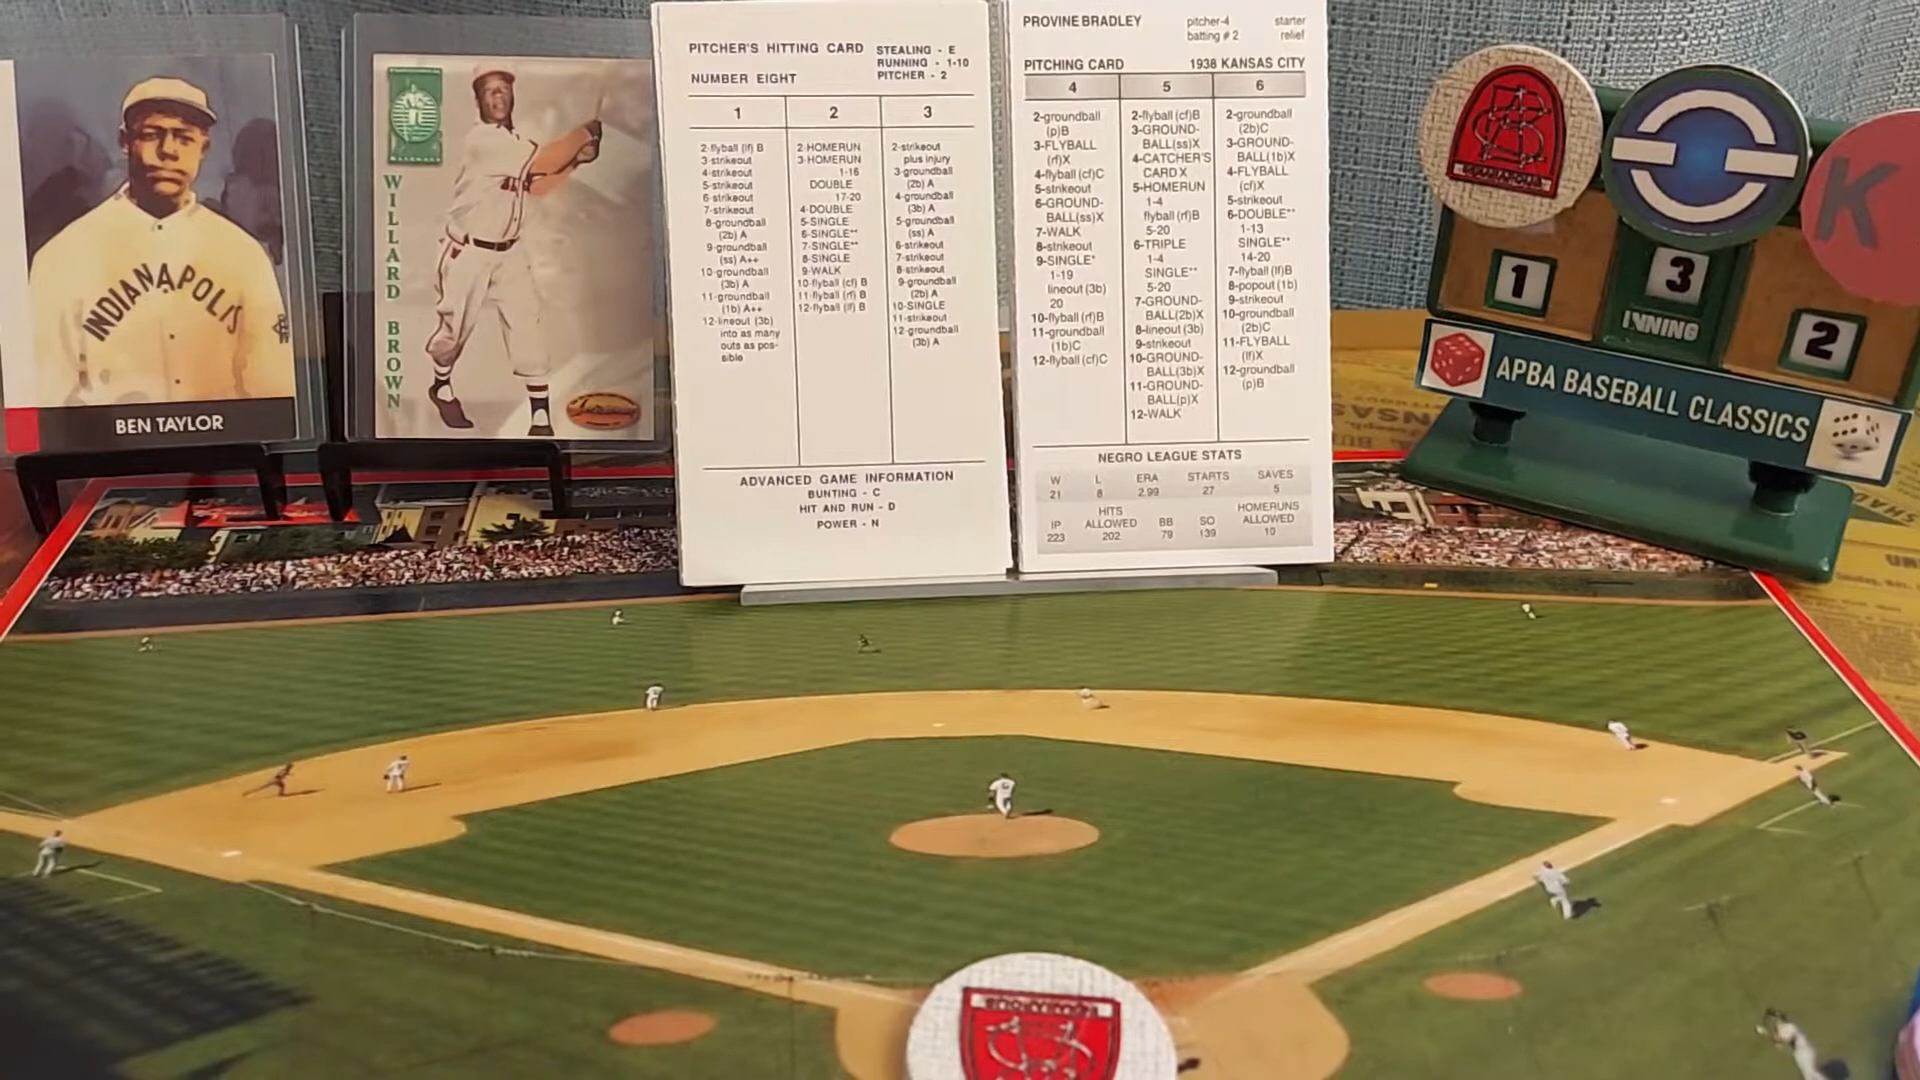 INDIANAPOLIS
BEN TAYLOR
WILLARD BROWN
PITCHER'S HITTING CARD
NUMBER EIGHT
STEALING - E
RUNNING - 1-10
PITCHER - 2
1
2-flyball (lf) B
3-strikeout
4-strikeout
5-strikeout
6-strikeout
7-strikeout
8-groundball
(2b) A
9-groundball
(ss) A++
10-groundball
(3b) A
11-groundball
(1b) A++
12-lineout (3b)
into as many
outs as pos-
sible
2
2-HOMERUN
3-HOMERUN
1-16
DOUBLE
17-20
4-DOUBLE
5-SINGLE
6-SINGLE**
7-SINGLE**
8-SINGLE
9-WALK
10-flyball (cf) B
11-flyball (rf) B
12-flyball (lf) B
3
2-strikeout
plus injury
3-groundball
(2b) A
4-groundball
(3b) A
5-groundball
(ss) A
6-strikeout
7-strikeout
8-strikeout
9-groundball
(2b) A
10-SINGLE
11-strikeout
12-groundball
(3b) A
ADVANCED GAME INFORMATION
BUNTING - C
HIT AND RUN - D
POWER - N
PROVINE BRADLEY
pitcher-4 starter
batting # 2 relief
PITCHING CARD 1938 KANSAS CITY
4
2-groundball
(p)B
3-FLYBALL
(rf)X
4-flyball (cf)C
5-strikeout
6-GROUND-
BALL(ss)X
7-WALK
8-strikeout
9-SINGLE*
1-19
lineout (3b)
20
10-flyball (rf)B
11-groundball
(1b)C
12-flyball (cf)C
5
2-flyball (cf)B
3-GROUND-
BALL(ss)X
4-CATCHER'S
CARD X
5-HOMERUN
1-4
flyball (rf)B
5-20
6-TRIPLE
1-4
SINGLE**
5-20
7-GROUND-
BALL(2b)X
8-lineout (3b)
9-strikeout
10-GROUND-
BALL(3b)X
11-GROUND-
BALL(p)X
12-WALK
6
2-groundball
(2b)C
3-GROUND-
BALL(1b)X
4-FLYBALL
(cf)X
5-strikeout
6-DOUBLE**
1-13
SINGLE**
14-20
7-flyball (lf)B
8-popout (1b)
9-strikeout
10-groundball
(2b)C
11-FLYBALL
(lf)X
12-groundball
(p)B
NEGRO LEAGUE STATS
W L ERA STARTS SAVES
21 8 2.99 27 5
IP HITS ALLOWED BB SO HOMERUNS ALLOWED
223 202 79 139 10
K
1
3
INNING
2
APBA BASEBALL CLASSICS